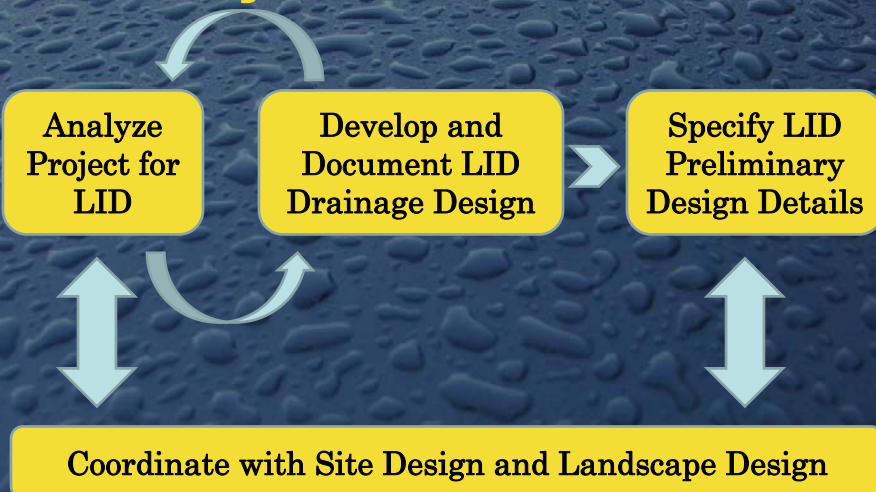 Analyze
Project for
LID
Develop and
Document LID
Drainage Design
Specify LID
Preliminary
Design Details
Coordinate with Site Design and Landscape Design